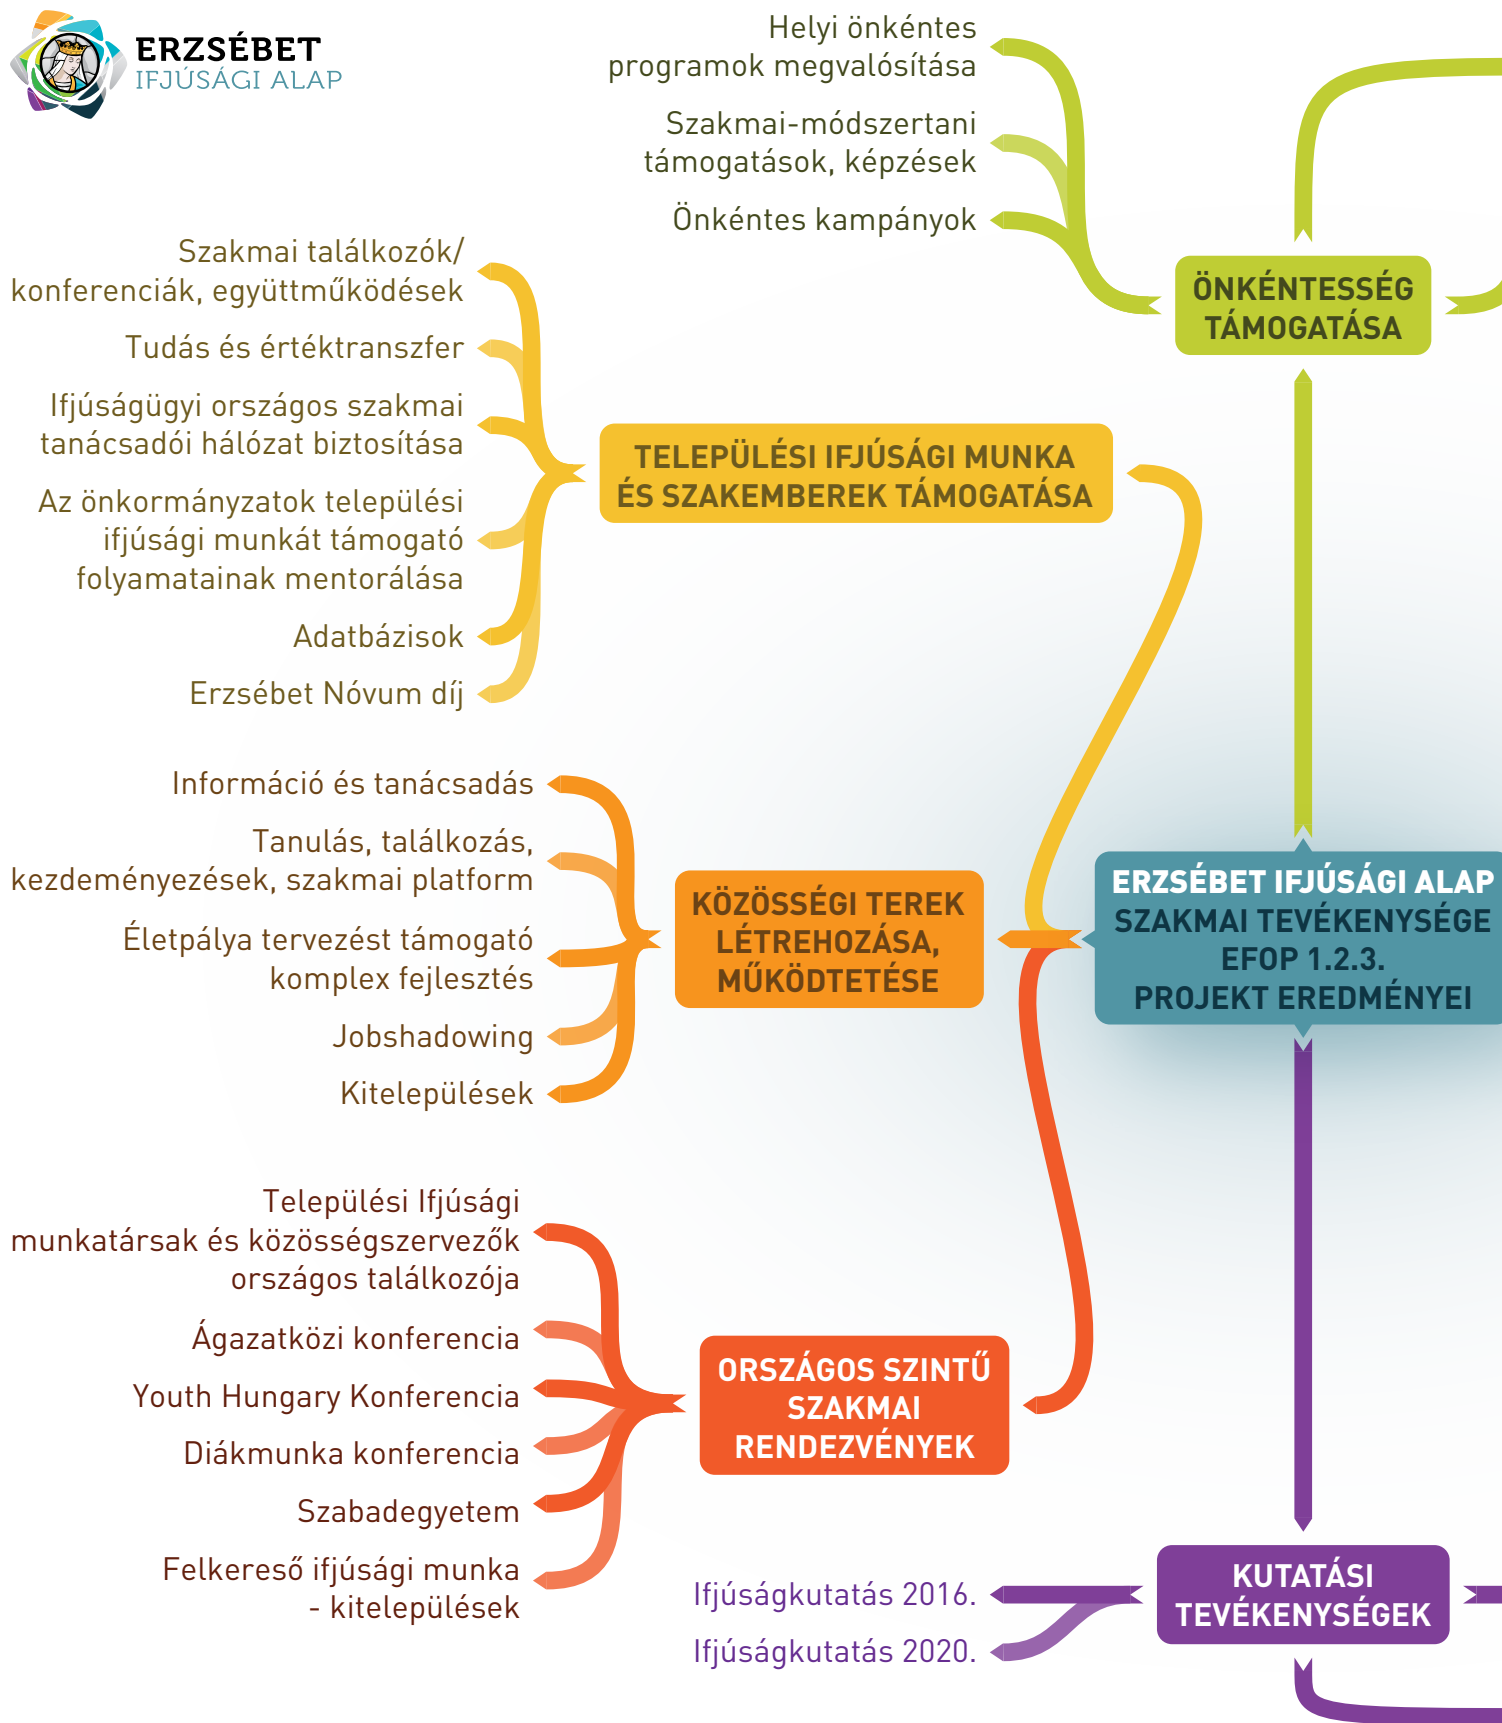 ERZSÉBET
IFJÚSÁGI ALAP
Helyi önkéntes
programok megvalósítása
Szakmai-módszertani
támogatások, képzések
Önkéntes kampányok
ÖNKÉNTESSÉG
TÁMOGATÁSA
Szakmai találkozók/
konferenciák, együttműködések
Tudás és értéktranszfer
Ifjúságügyi országos szakmai
tanácsadói hálózat biztosítása
Az önkormányzatok települési
ifjúsági munkát támogató
folyamatainak mentorálása
Adatbázisok
Erzsébet Nóvum díj
TELEPÜLÉSI IFJÚSÁGI MUNKA
ÉS SZAKEMBEREK TÁMOGATÁSA
Információ és tanácsadás
Tanulás, találkozás,
kezdeményezések, szakmai platform
Életpálya tervezést támogató
komplex fejlesztés
Jobshadowing
Kitelepülések
KÖZÖSSÉGI TEREK
LÉTREHOZÁSA,
MŰKÖDTETÉSE
ERZSÉBET IFJÚSÁGI ALAP
SZAKMAI TEVÉKENYSÉGE
EFOP 1.2.3.
PROJEKT EREDMÉNYEI
Települési Ifjúsági
munkatársak és közösségszervezők
országos találkozója
Ágazatközi konferencia
Youth Hungary Konferencia
Diákmunka konferencia
Szabadegyetem
Felkereső ifjúsági munka
- kitelepülések
ORSZÁGOS SZINTŰ
SZAKMAI
RENDEZVÉNYEK
Ifjúságkutatás 2016.
Ifjúságkutatás 2020.
KUTATÁSI
TEVÉKENYSÉGEK